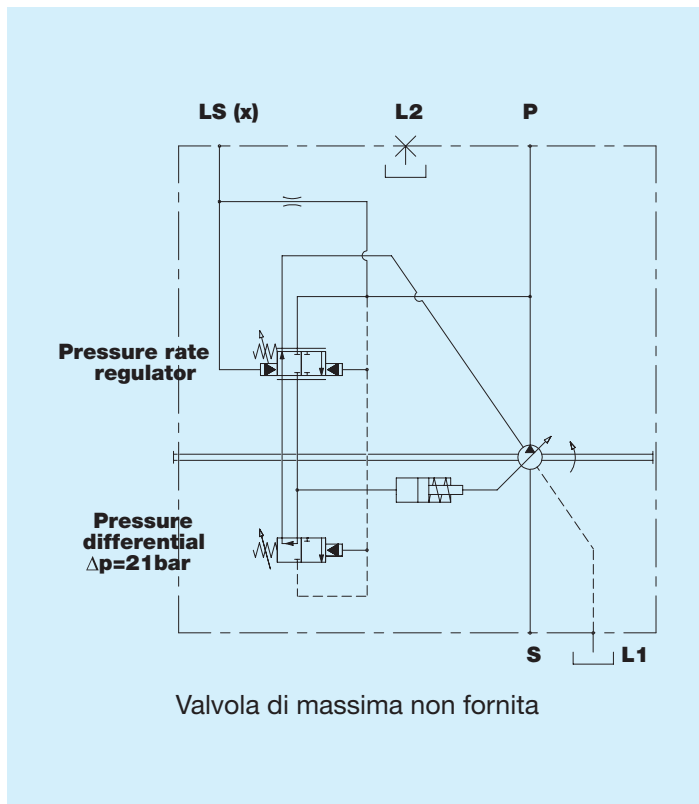 LS (x)
L2
P
Pressure rate
regulator
Pressure
differential
Δp=21bar
S
L1
Valvola di massima non fornita